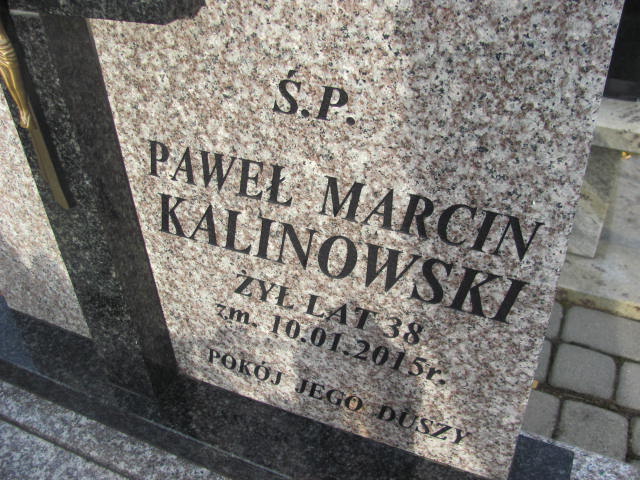 Ś.P.
PAWEŁ MARCIN
KALINOWSKI
ŻYŁ LAT 38
zm. 10.01.2015r.
POKÓJ JEGO DUSZY